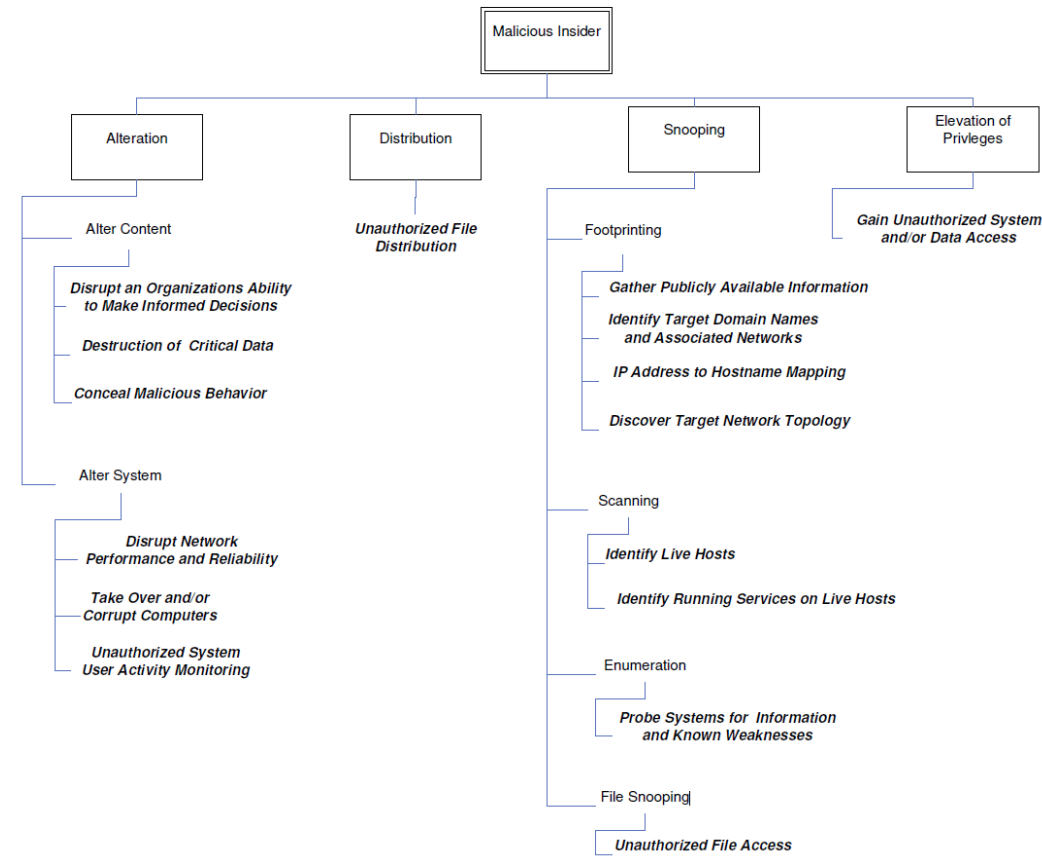 Malicious Insider
Alteration
Distribution
Snooping
Elevation of
Privleges
Alter Content
Disrupt an Organizations Ability
to Make Informed Decisions
Destruction of Critical Data
Conceal Malicious Behavior
Alter System
Disrupt Network
Performance and Reliability
Take Over and/or
Corrupt Computers
Unauthorized System
User Activity Monitoring
Unauthorized File
Distribution
Footprinting
Gather Publicly Available Information
Identify Target Domain Names
and Associated Networks
IP Address to Hostname Mapping
Discover Target Network Topology
Scanning
Identify Live Hosts
Identify Running Services on Live Hosts
Enumeration
Probe Systems for Information
and Known Weaknesses
File Snooping
Unauthorized File Access
Gain Unauthorized System
and/or Data Access